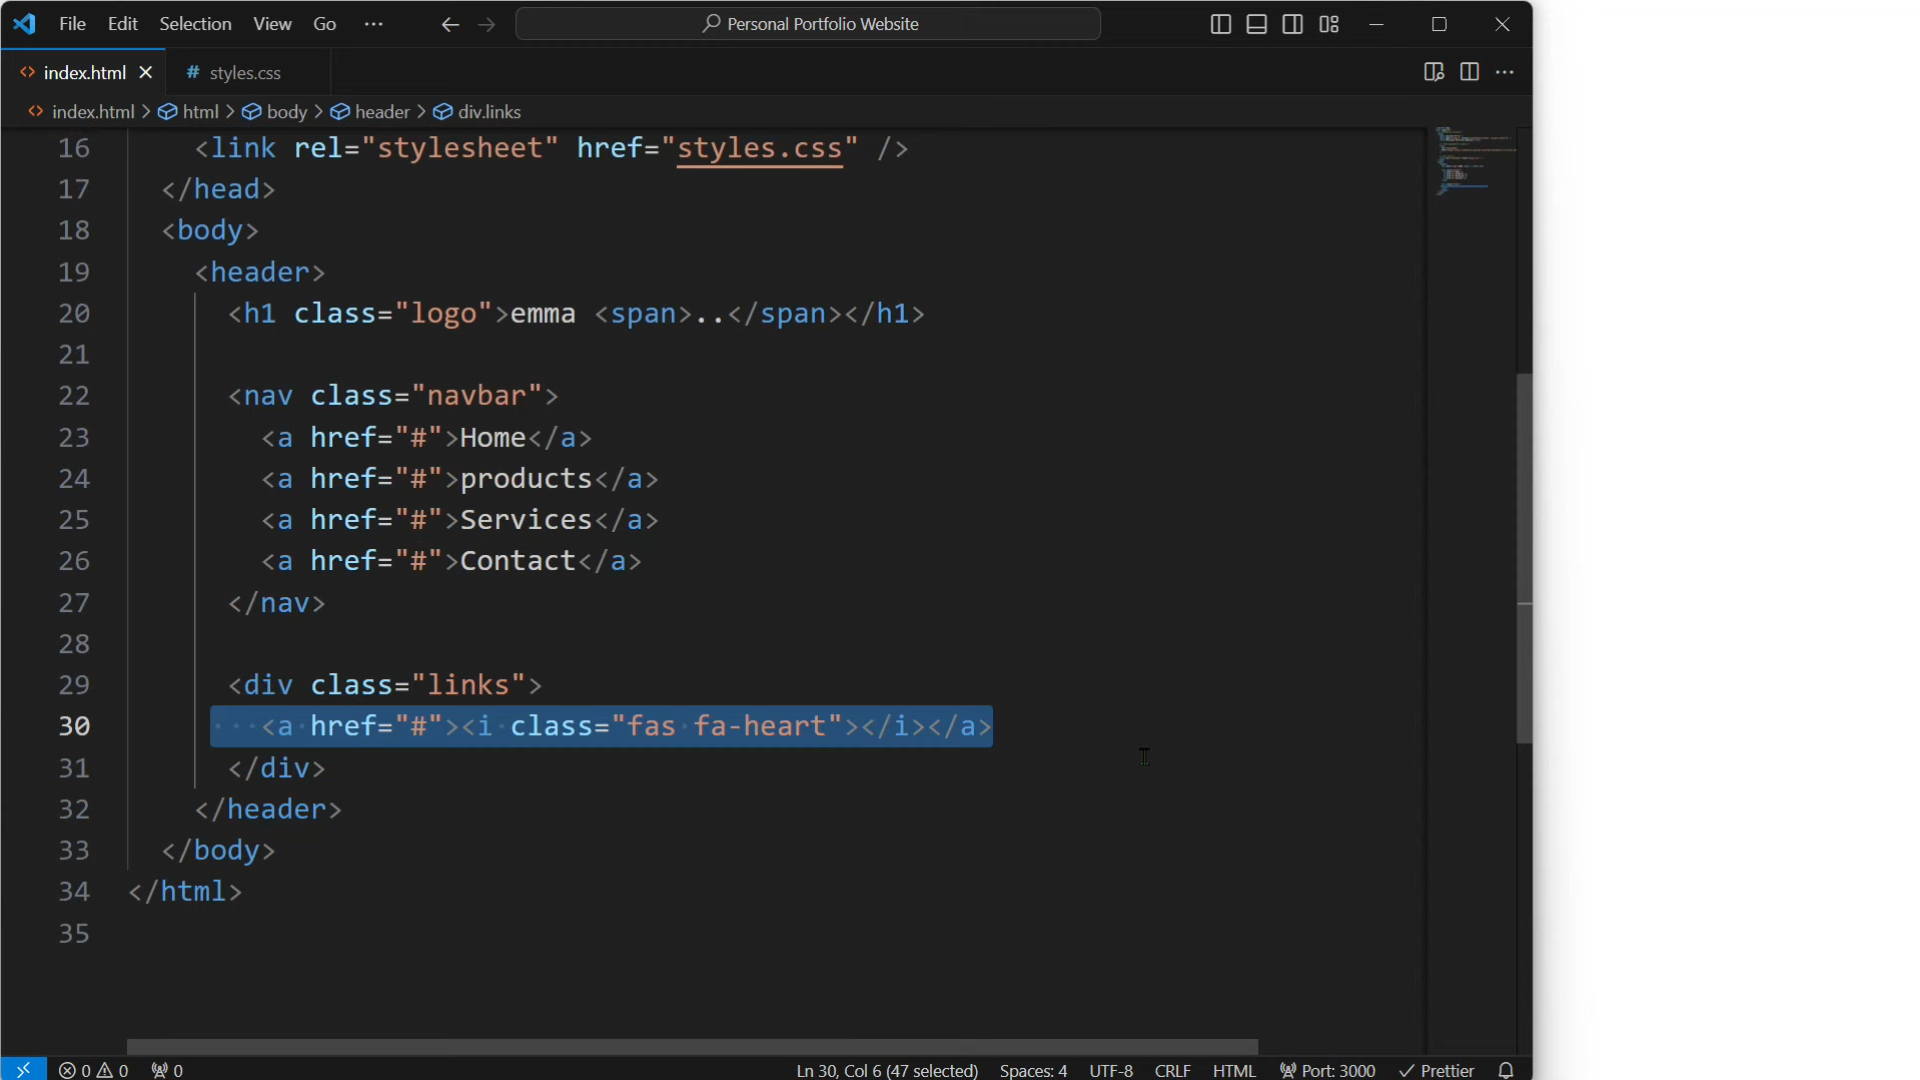 File Edit Selection View Go ··· Personal Portfolio Website
index.html # styles.css
index.html > html > body > header > div.links
16 <link rel="stylesheet" href="styles.css" />
17 </head>
18 <body>
19 <header>
20 <h1 class="logo">emma <span>..</span></h1>
21
22 <nav class="navbar">
23 <a href="#">Home</a>
24 <a href="#">products</a>
25 <a href="#">Services</a>
26 <a href="#">Contact</a>
27 </nav>
28
29 <div class="links">
30 <a href="#"><i class="fas fa-heart"></i></a>
31 </div>
32 </header>
33 </body>
34 </html>
35
0 0 0 Ln 30, Col 6 (47 selected) Spaces: 4 UTF-8 CRLF HTML Port: 3000 Prettier